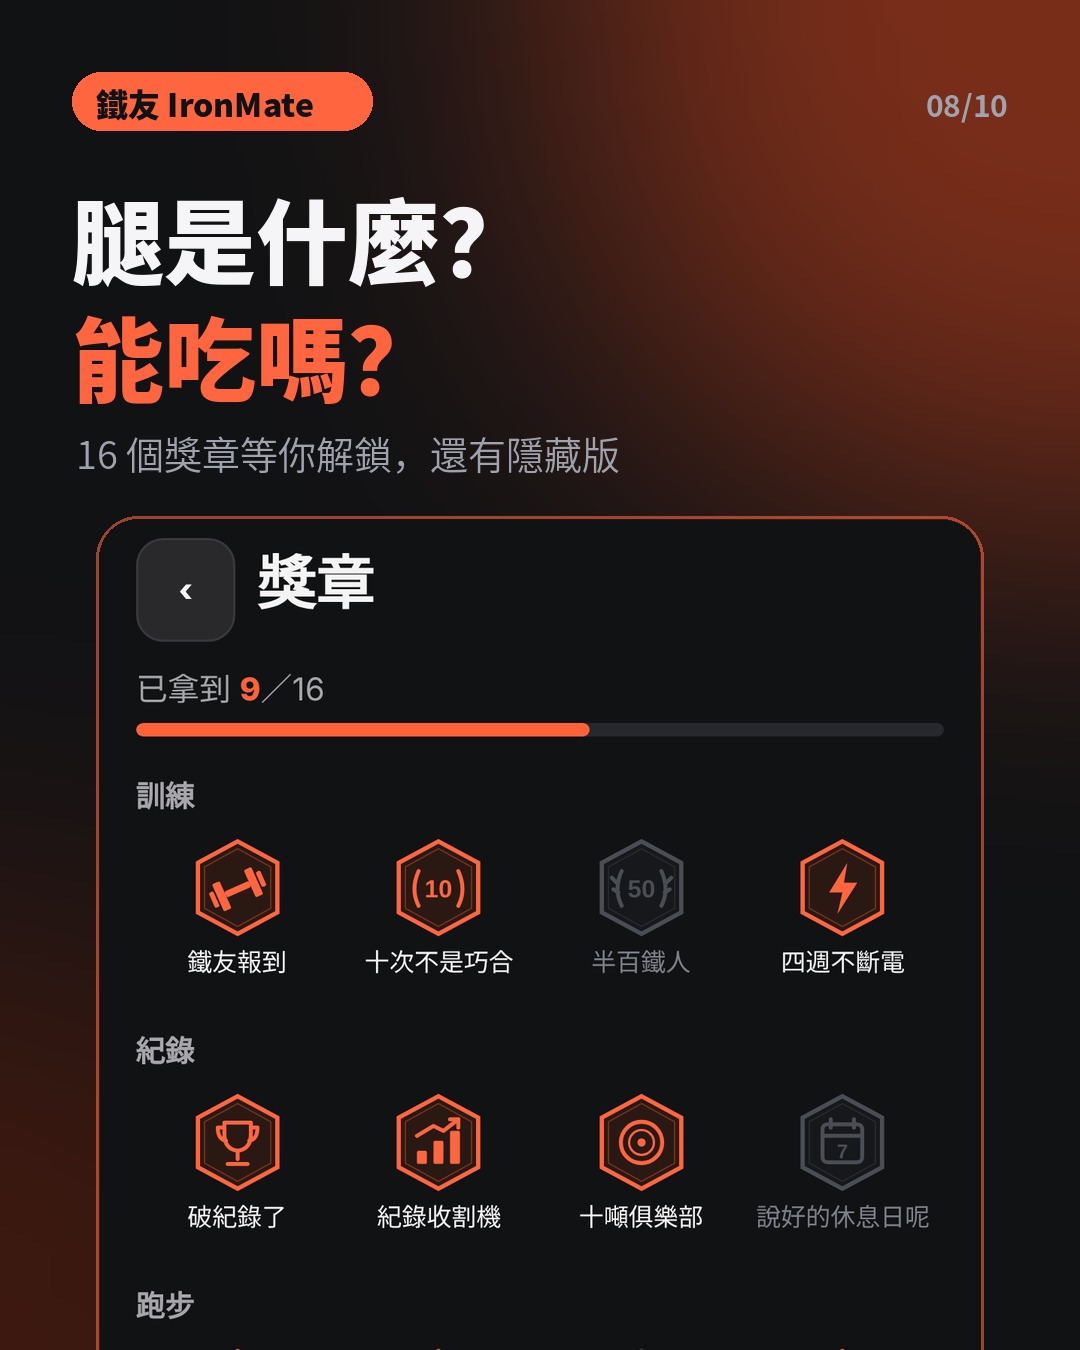 鐵友 IronMate
08/10
腿是什麼?
能吃嗎?
16 個獎章等你解鎖，還有隱藏版
‹ 獎章
已拿到 9／16
訓練
10
50
鐵友報到
十次不是巧合
半百鐵人
四週不斷電
紀錄
7
破紀錄了
紀錄收割機
十噸俱樂部
說好的休息日呢
跑步